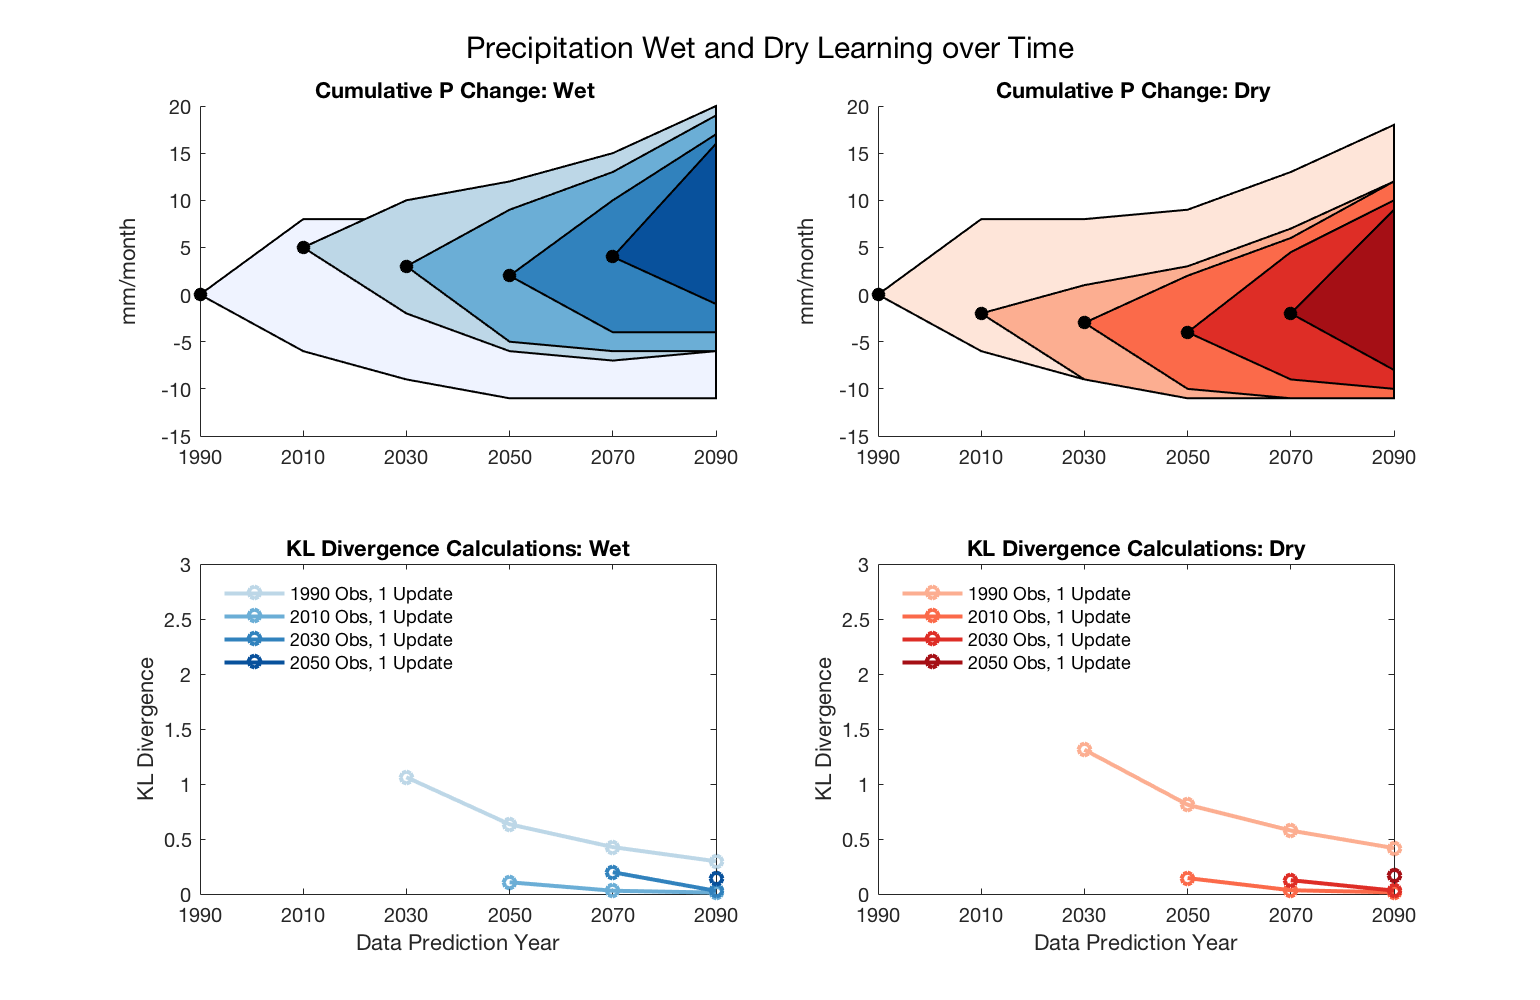 Precipitation Wet and Dry Learning over Time
Cumulative P Change: Wet
20
15
10
5
0
-5
-10
-15
mm/month
1990 2010 2030 2050 2070 2090
Cumulative P Change: Dry
20
15
10
5
0
-5
-10
-15
mm/month
1990 2010 2030 2050 2070 2090
KL Divergence Calculations: Wet
3
2.5
2
1.5
1
0.5
0
KL Divergence
1990 Obs, 1 Update
2010 Obs, 1 Update
2030 Obs, 1 Update
2050 Obs, 1 Update
1990 2010 2030 2050 2070 2090
Data Prediction Year
KL Divergence Calculations: Dry
3
2.5
2
1.5
1
0.5
0
KL Divergence
1990 Obs, 1 Update
2010 Obs, 1 Update
2030 Obs, 1 Update
2050 Obs, 1 Update
1990 2010 2030 2050 2070 2090
Data Prediction Year